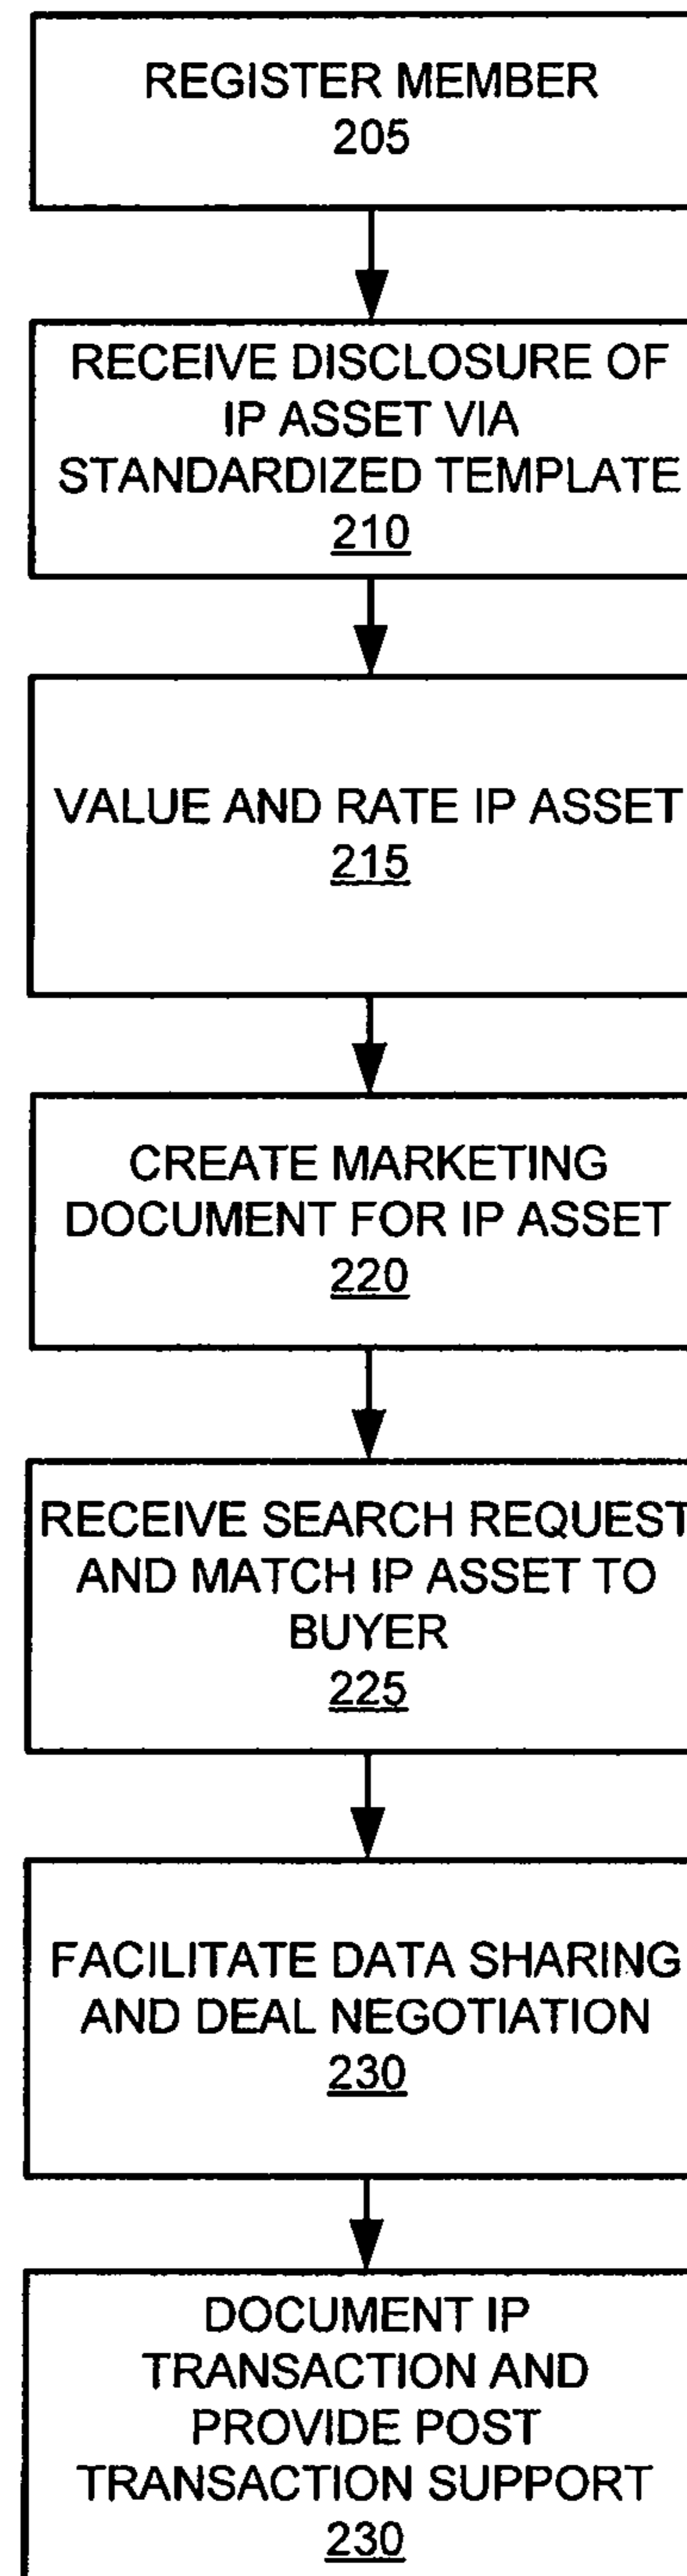 REGISTER MEMBER
205
RECEIVE DISCLOSURE OF
IP ASSET VIA
STANDARDIZED TEMPLATE
210
VALUE AND RATE IP ASSET
215
CREATE MARKETING
DOCUMENT FOR IP ASSET
220
RECEIVE SEARCH REQUEST
AND MATCH IP ASSET TO
BUYER
225
FACILITATE DATA SHARING
AND DEAL NEGOTIATION
230
DOCUMENT IP
TRANSACTION AND
PROVIDE POST
TRANSACTION SUPPORT
230